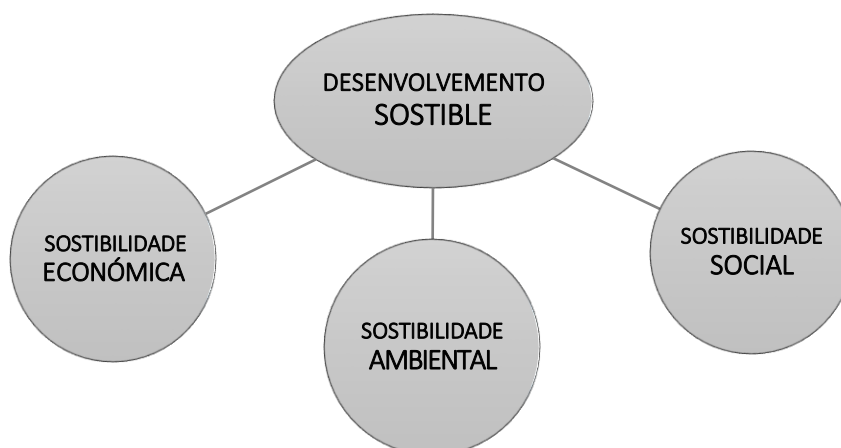 DESENVOLVEMENTO
SOSTIBLE
SOSTIBILIDADE
ECONÓMICA
SOSTIBILIDADE
AMBIENTAL
SOSTIBILIDADE
SOCIAL